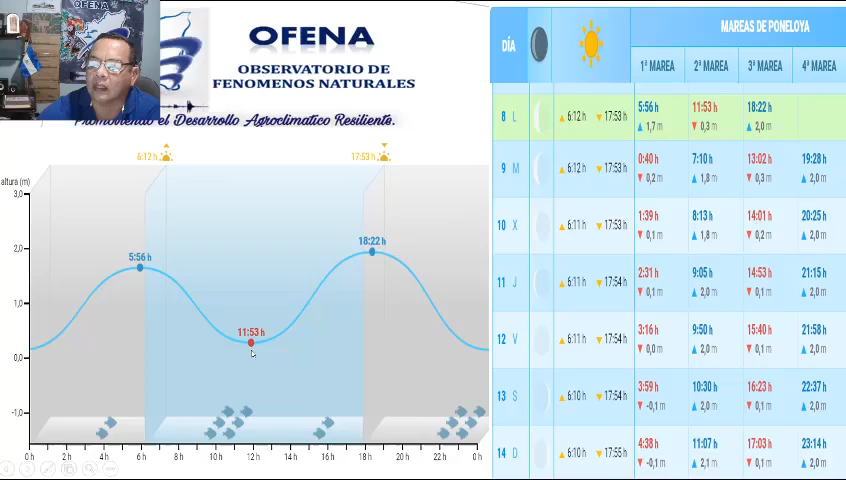 OFENA
OBSERVATORIO DE
FENOMENOS NATURALES
Promoviendo el Desarrollo Agroclimatico Resiliente.
6:12 h
17:53 h
altura (m)
3,0
2,0
1,0
0,0
-1,0
5:56 h
11:53 h
18:22 h
0 h 2 h 4 h 6 h 8 h 10 h 12 h 14 h 16 h 18 h 20 h 22 h 0 h
DÍA
MAREAS DE PONELOYA
1ª MAREA 2ª MAREA 3ª MAREA 4ª MAREA
8 L ▲ 6:12 h ▼ 17:53 h 5:56 h 11:53 h 18:22 h
▲ 1,7 m ▼ 0,3 m ▲ 2,0 m
9 M ▲ 6:12 h ▼ 17:53 h 0:40 h 7:10 h 13:02 h 19:28 h
▼ 0,2 m ▲ 1,8 m ▼ 0,3 m ▲ 2,0 m
10 X ▲ 6:11 h ▼ 17:53 h 1:39 h 8:13 h 14:01 h 20:25 h
▼ 0,1 m ▲ 1,8 m ▼ 0,2 m ▲ 2,0 m
11 J ▲ 6:11 h ▼ 17:54 h 2:31 h 9:05 h 14:53 h 21:15 h
▼ 0,1 m ▲ 2,0 m ▼ 0,1 m ▲ 2,0 m
12 V ▲ 6:11 h ▼ 17:54 h 3:16 h 9:50 h 15:40 h 21:58 h
▼ 0,0 m ▲ 2,0 m ▼ 0,1 m ▲ 2,0 m
13 S ▲ 6:10 h ▼ 17:54 h 3:59 h 10:30 h 16:23 h 22:37 h
▼ -0,1 m ▲ 2,0 m ▼ 0,1 m ▲ 2,0 m
14 D ▲ 6:10 h ▼ 17:55 h 4:38 h 11:07 h 17:03 h 23:14 h
▼ -0,1 m ▲ 2,1 m ▼ 0,1 m ▲ 2,0 m